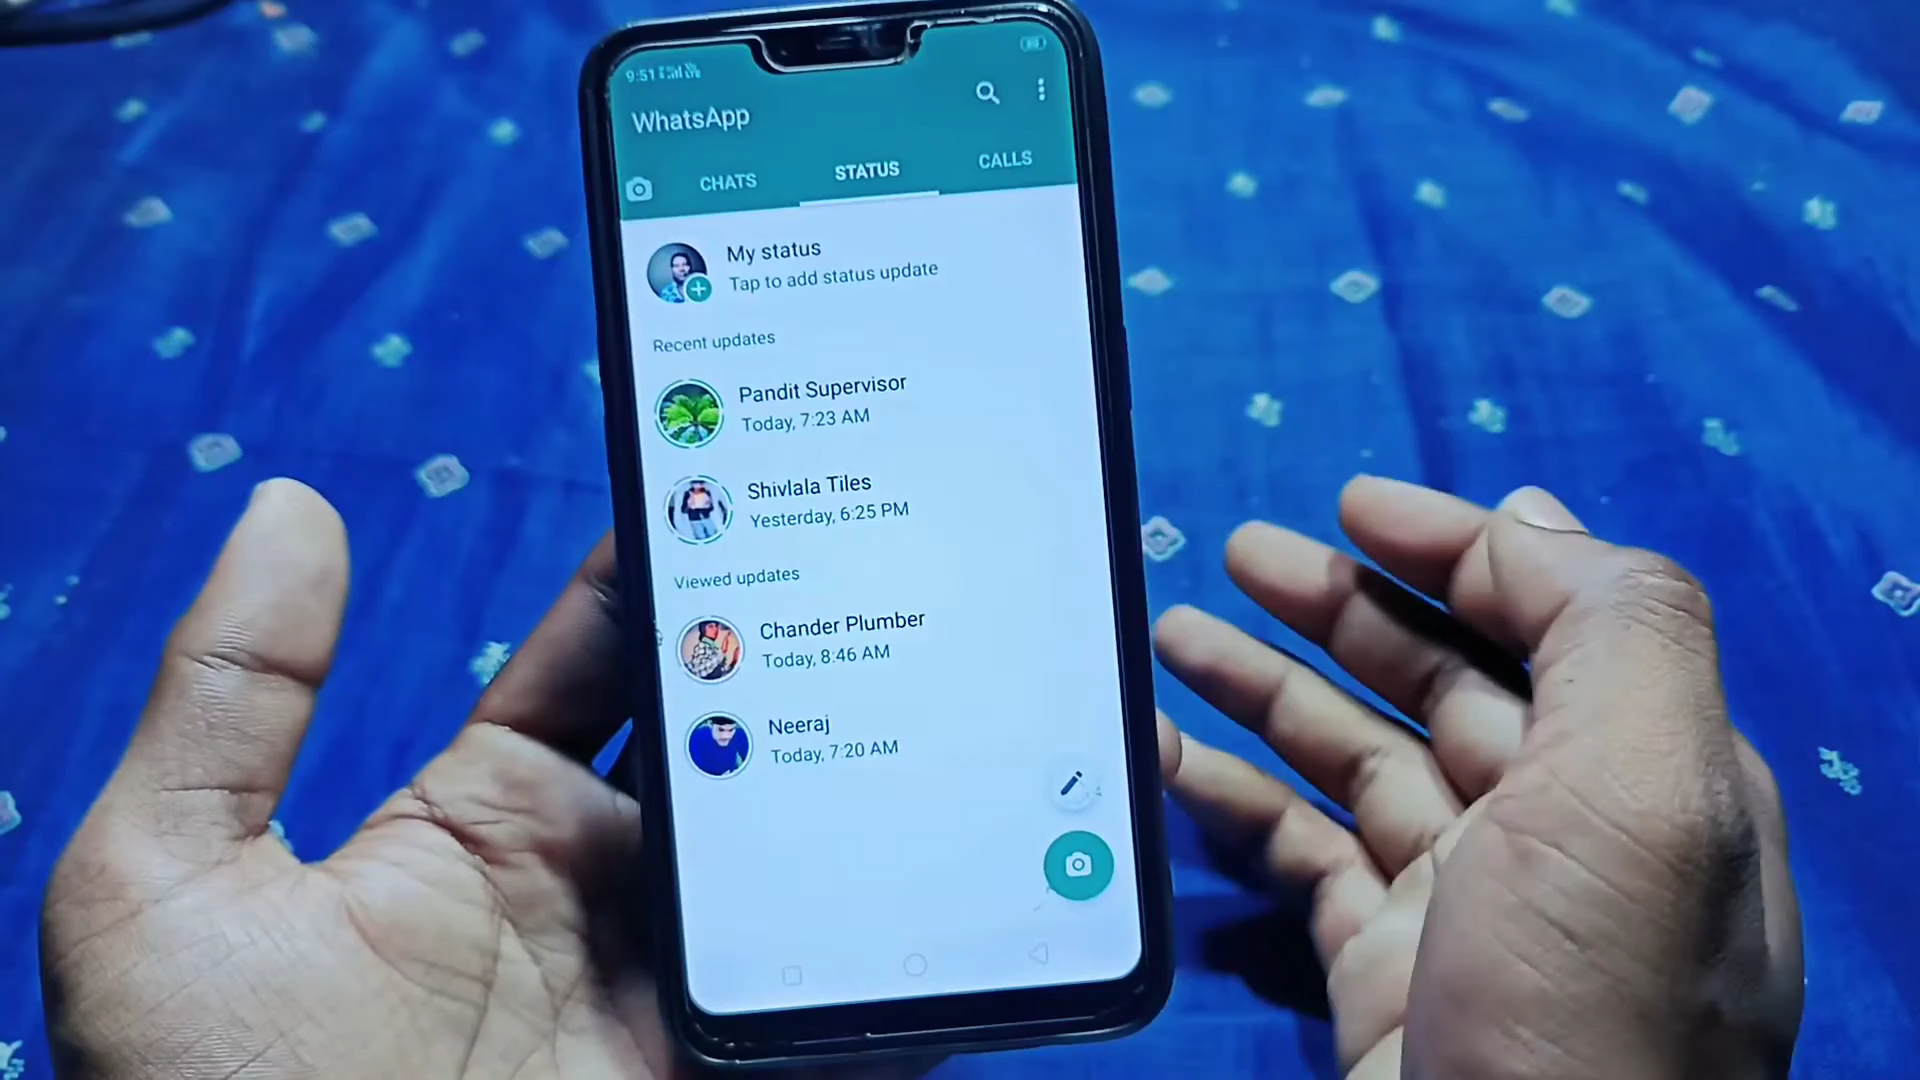 9:51
WhatsApp
CHATS
STATUS
CALLS
My status
Tap to add status update
Recent updates
Pandit Supervisor
Today, 7:23 AM
Shivlala Tiles
Yesterday, 6:25 PM
Viewed updates
Chander Plumber
Today, 8:46 AM
Neeraj
Today, 7:20 AM